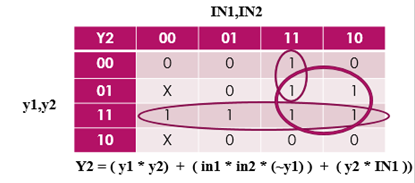 IN1,IN2
Y2 00 01 11 10
00 0 0 1 0
01 X 0 1 1
y1,y2
11 1 1 1 1
10 X 0 0 0
Y2 = ( y1 * y2) + ( in1 * in2 * (~y1) ) + ( y2 * IN1 ))